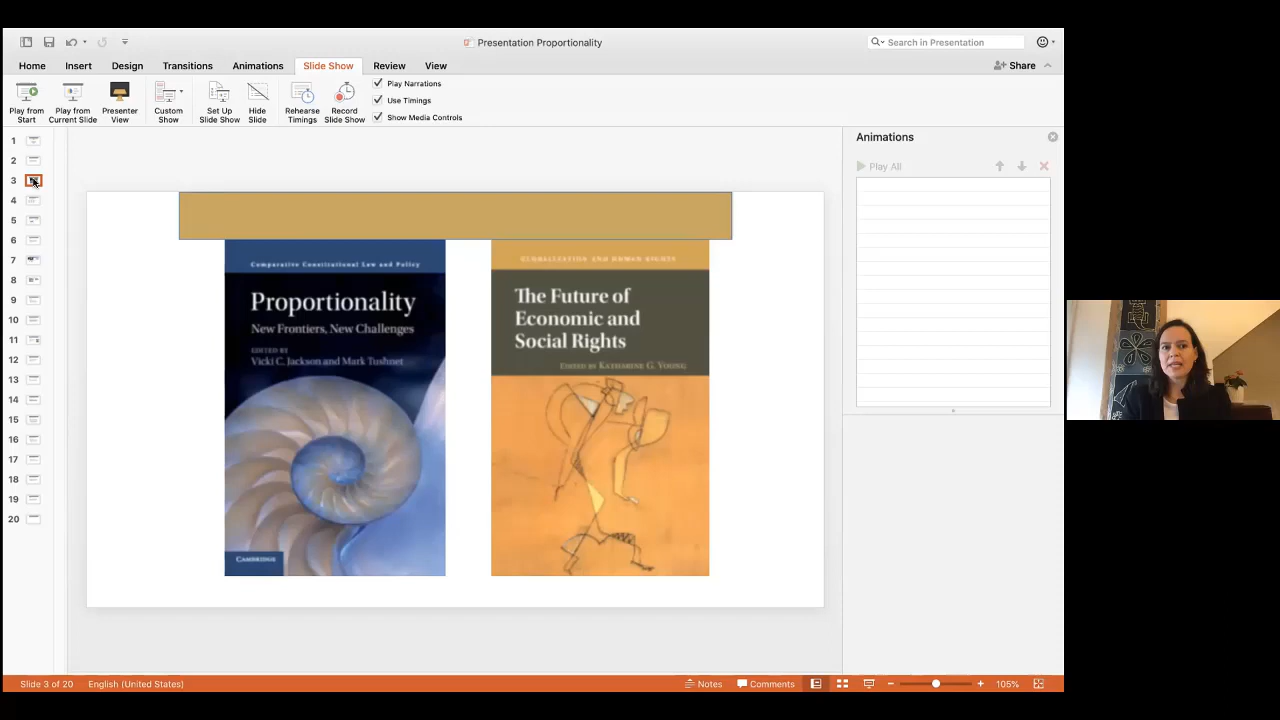 Presentation Proportionality
Search in Presentation
Home Insert Design Transitions Animations Slide Show Review View
Share
Play from Start
Play from Current Slide
Presenter View
Custom Show
Set Up Slide Show
Hide Slide
Rehearse Timings
Record Slide Show
Play Narrations
Use Timings
Show Media Controls
1
2
3
4
5
6
7
8
9
10
11
12
13
14
15
16
17
18
19
20
Comparative Constitutional Law and Policy
Proportionality
New Frontiers, New Challenges
EDITED BY
Vicki C. Jackson and Mark Tushnet
CAMBRIDGE
GLOBALIZATION AND HUMAN RIGHTS
The Future of
Economic and
Social Rights
EDITED BY KATHARINE G. YOUNG
Animations
Play All
Slide 3 of 20 English (United States)
Notes Comments 105%